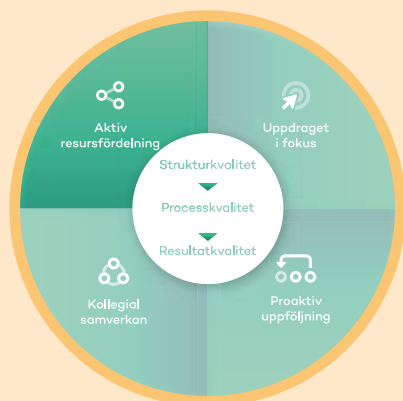 Aktiv
resursfördelning
Uppdraget
i fokus
Strukturkvalitet
Processkvalitet
Resultatkvalitet
Kollegial
samverkan
Proaktiv
uppföljning